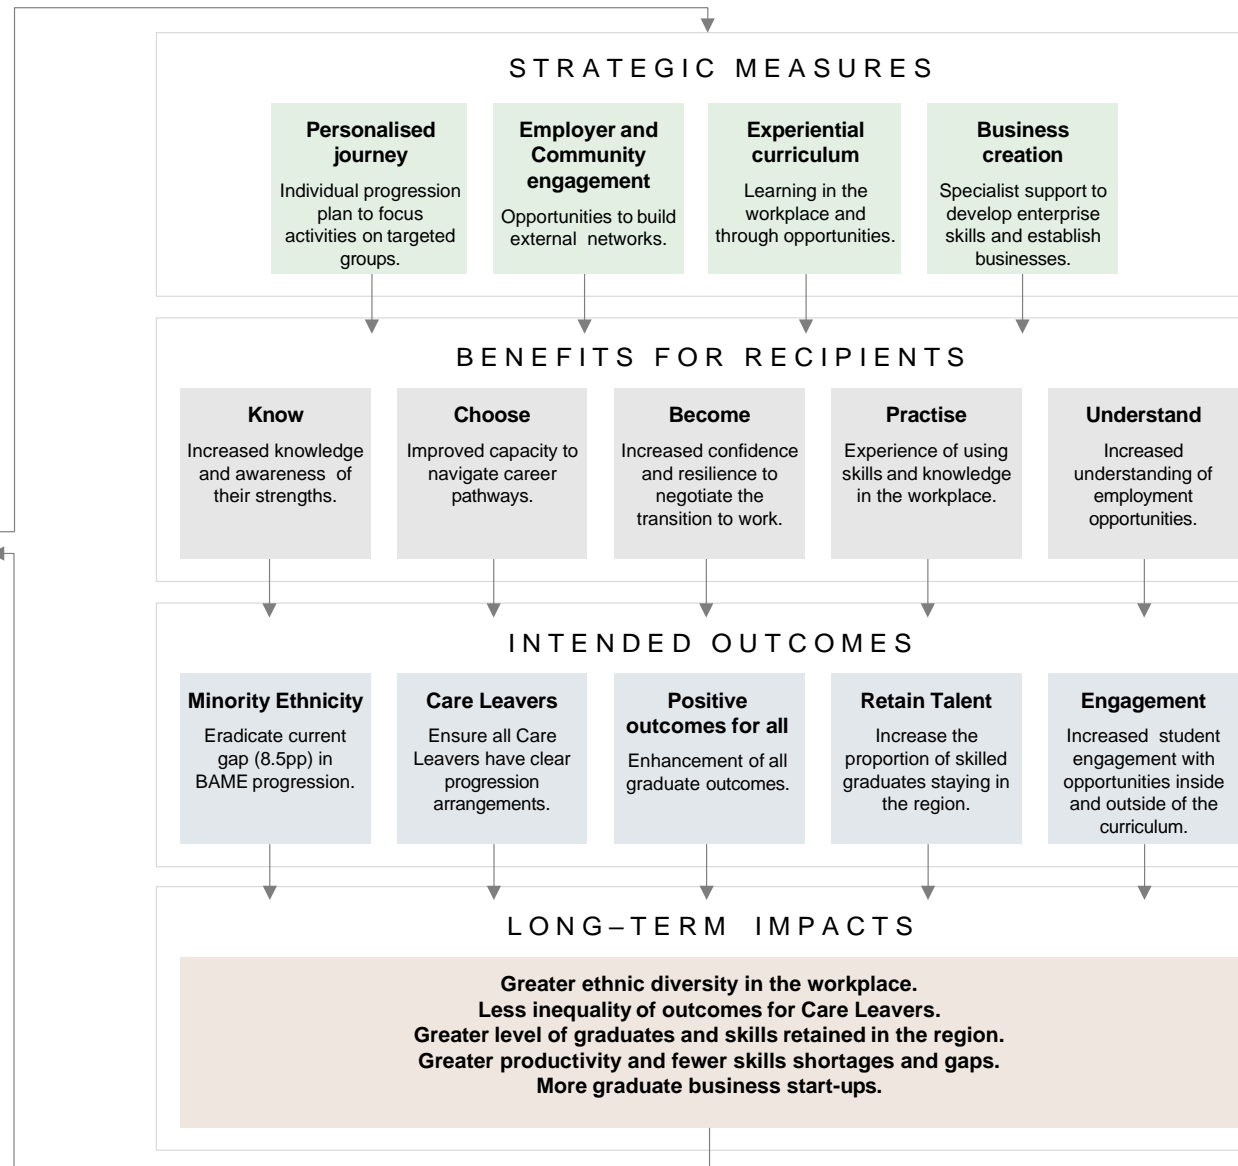 STRATEGIC MEASURES
Personalised
journey
Individual progression
plan to focus
activities on targeted
groups.
Employer and
Community
engagement
Opportunities to build
external networks.
Experiential
curriculum
Learning in the
workplace and
through opportunities.
Business
creation
Specialist support to
develop enterprise
skills and establish
businesses.
BENEFITS FOR RECIPIENTS
Know
Increased knowledge
and awareness of
their strengths.
Choose
Improved capacity to
navigate career
pathways.
Become
Increased confidence
and resilience to
negotiate the
transition to work.
Practise
Experience of using
skills and knowledge
in the workplace.
Understand
Increased
understanding of
employment
opportunities.
INTENDED OUTCOMES
Minority Ethnicity
Eradicate current
gap (8.5pp) in
BAME progression.
Care Leavers
Ensure all Care
Leavers have clear
progression
arrangements.
Positive
outcomes for all
Enhancement of all
graduate outcomes.
Retain Talent
Increase the
proportion of skilled
graduates staying in
the region.
Engagement
Increased student
engagement with
opportunities inside
and outside of the
curriculum.
LONG–TERM IMPACTS
Greater ethnic diversity in the workplace.
Less inequality of outcomes for Care Leavers.
Greater level of graduates and skills retained in the region.
Greater productivity and fewer skills shortages and gaps.
More graduate business start-ups.